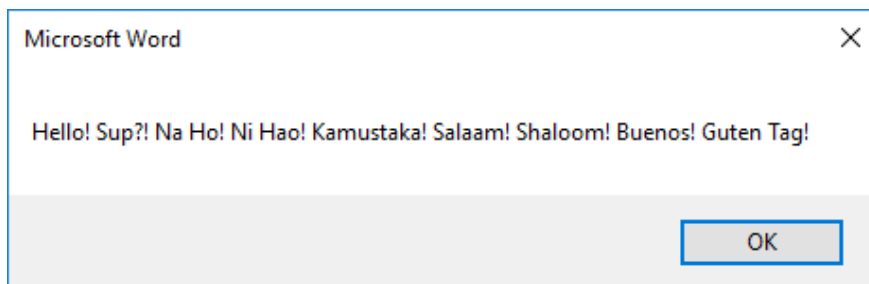 Microsoft Word
Hello! Sup?! Na Ho! Ni Hao! Kamustaka! Salaam! Shaloom! Buenos! Guten Tag!
OK